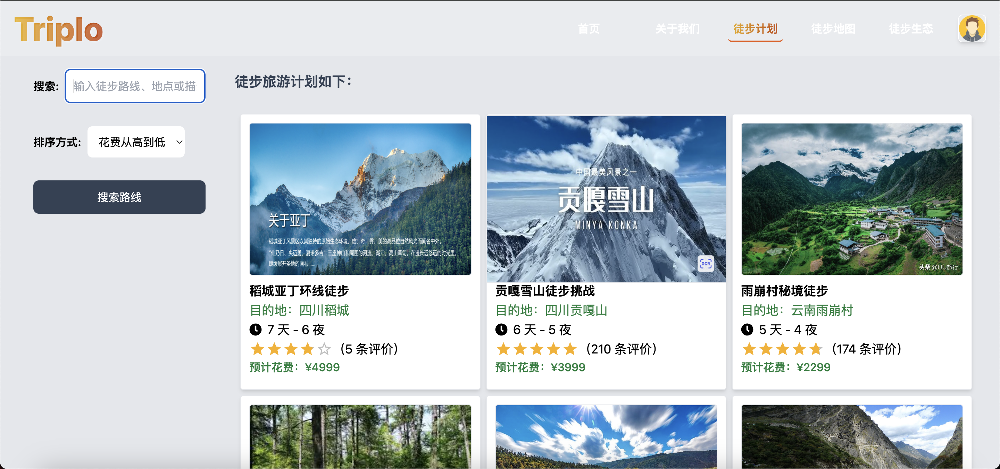 Triplo
首页
关于我们
徒步计划
徒步地图
徒步生态
搜索:
输入徒步路线、地点或描
排序方式:
花费从高到低
搜索路线
徒步旅游计划如下：
关于亚丁
稻城亚丁风景区以其独特的原始生态环境、雄、奇、秀、美的高品位自然风光而闻名中外。
“仙乃日、央迈勇、夏诺多吉”三座神山和周围的河流、湖泊、高山草甸，在漫长远悠远的时光里，
缓缓展开圣地的画卷......
稻城亚丁环线徒步
目的地：四川稻城
7 天 - 6 夜
（5 条评价）
预计花费：¥4999
中国最美风景之一
贡嘎雪山
MINYA KONKA
OCR
贡嘎雪山徒步挑战
目的地：四川贡嘎山
6 天 - 5 夜
（210 条评价）
预计花费：¥3999
头条 @UU旅行
雨崩村秘境徒步
目的地：云南雨崩村
5 天 - 4 夜
（174 条评价）
预计花费：¥2299